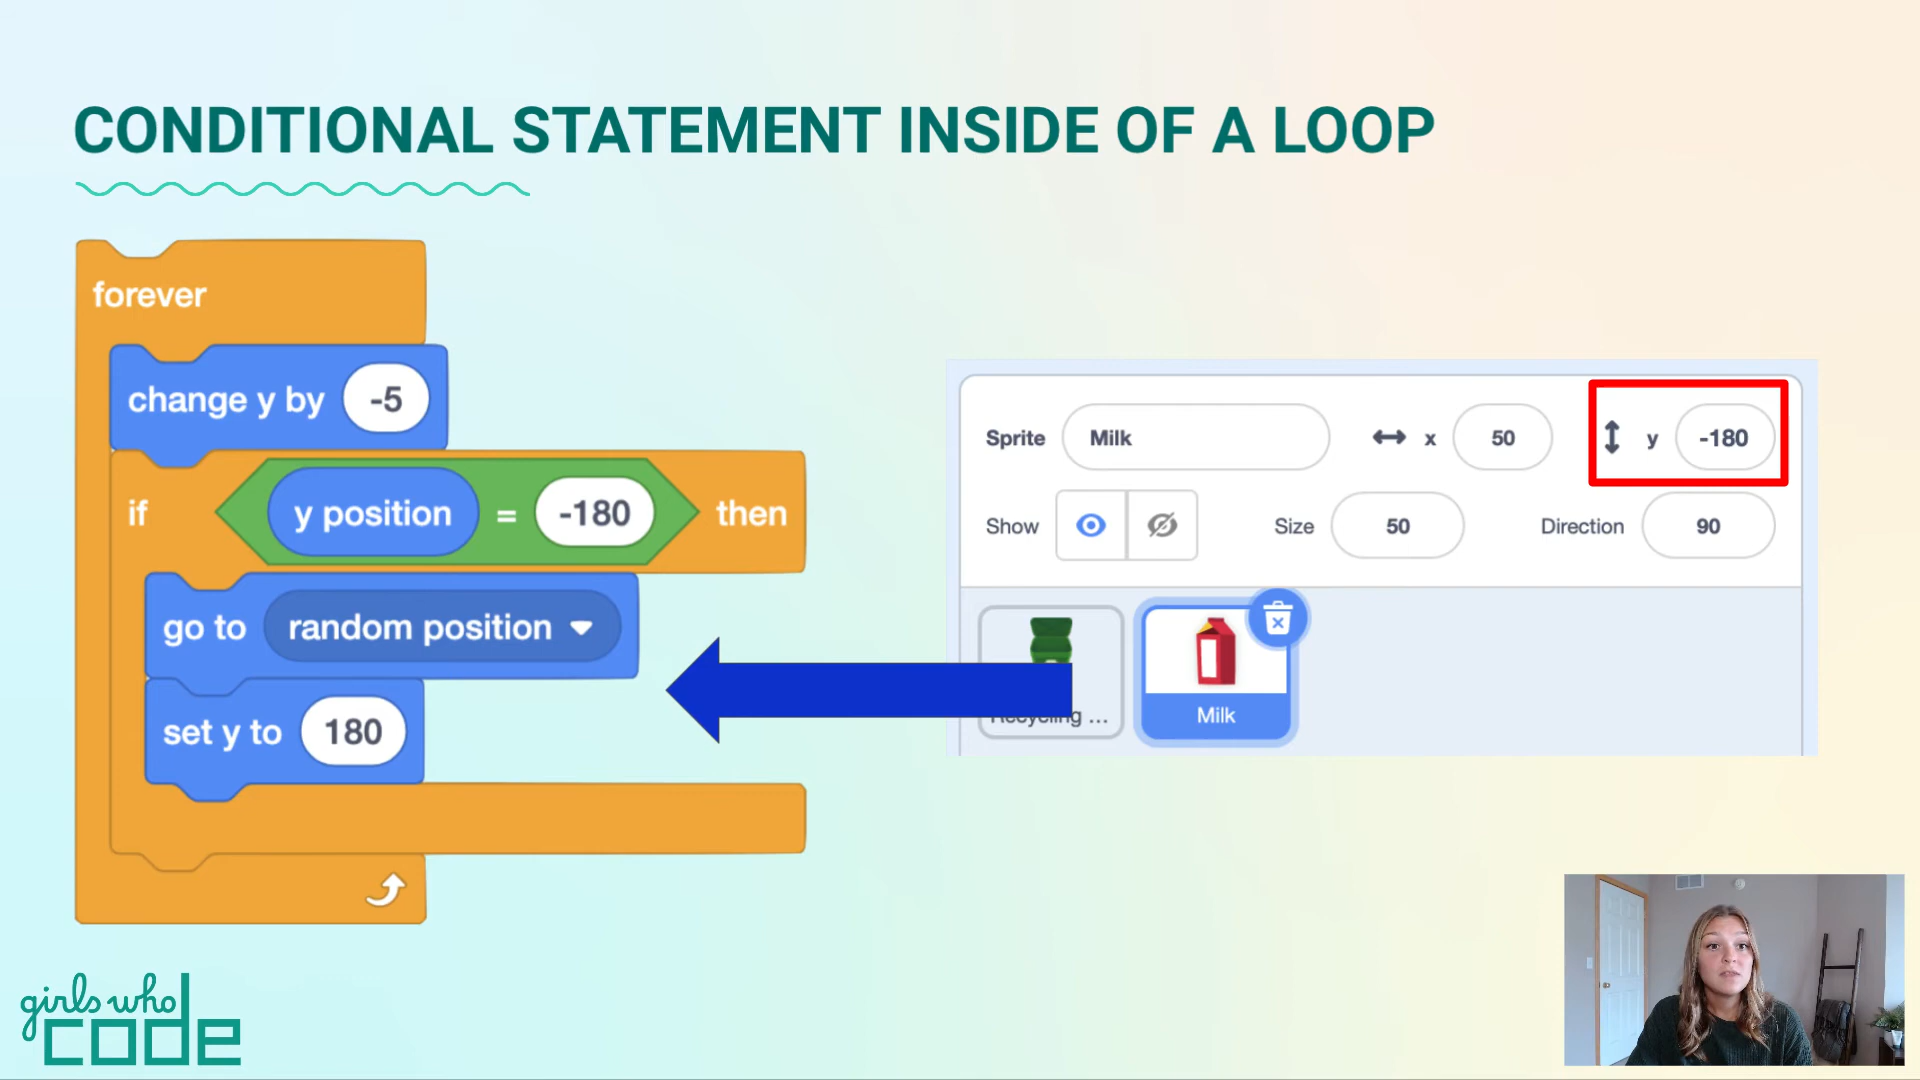 CONDITIONAL STATEMENT INSIDE OF A LOOP
forever
change y by -5
if y position = -180 then
go to random position
set y to 180
Sprite Milk x 50 y -180
Show Size 50 Direction 90
Recycling ...
Milk
girls who
code